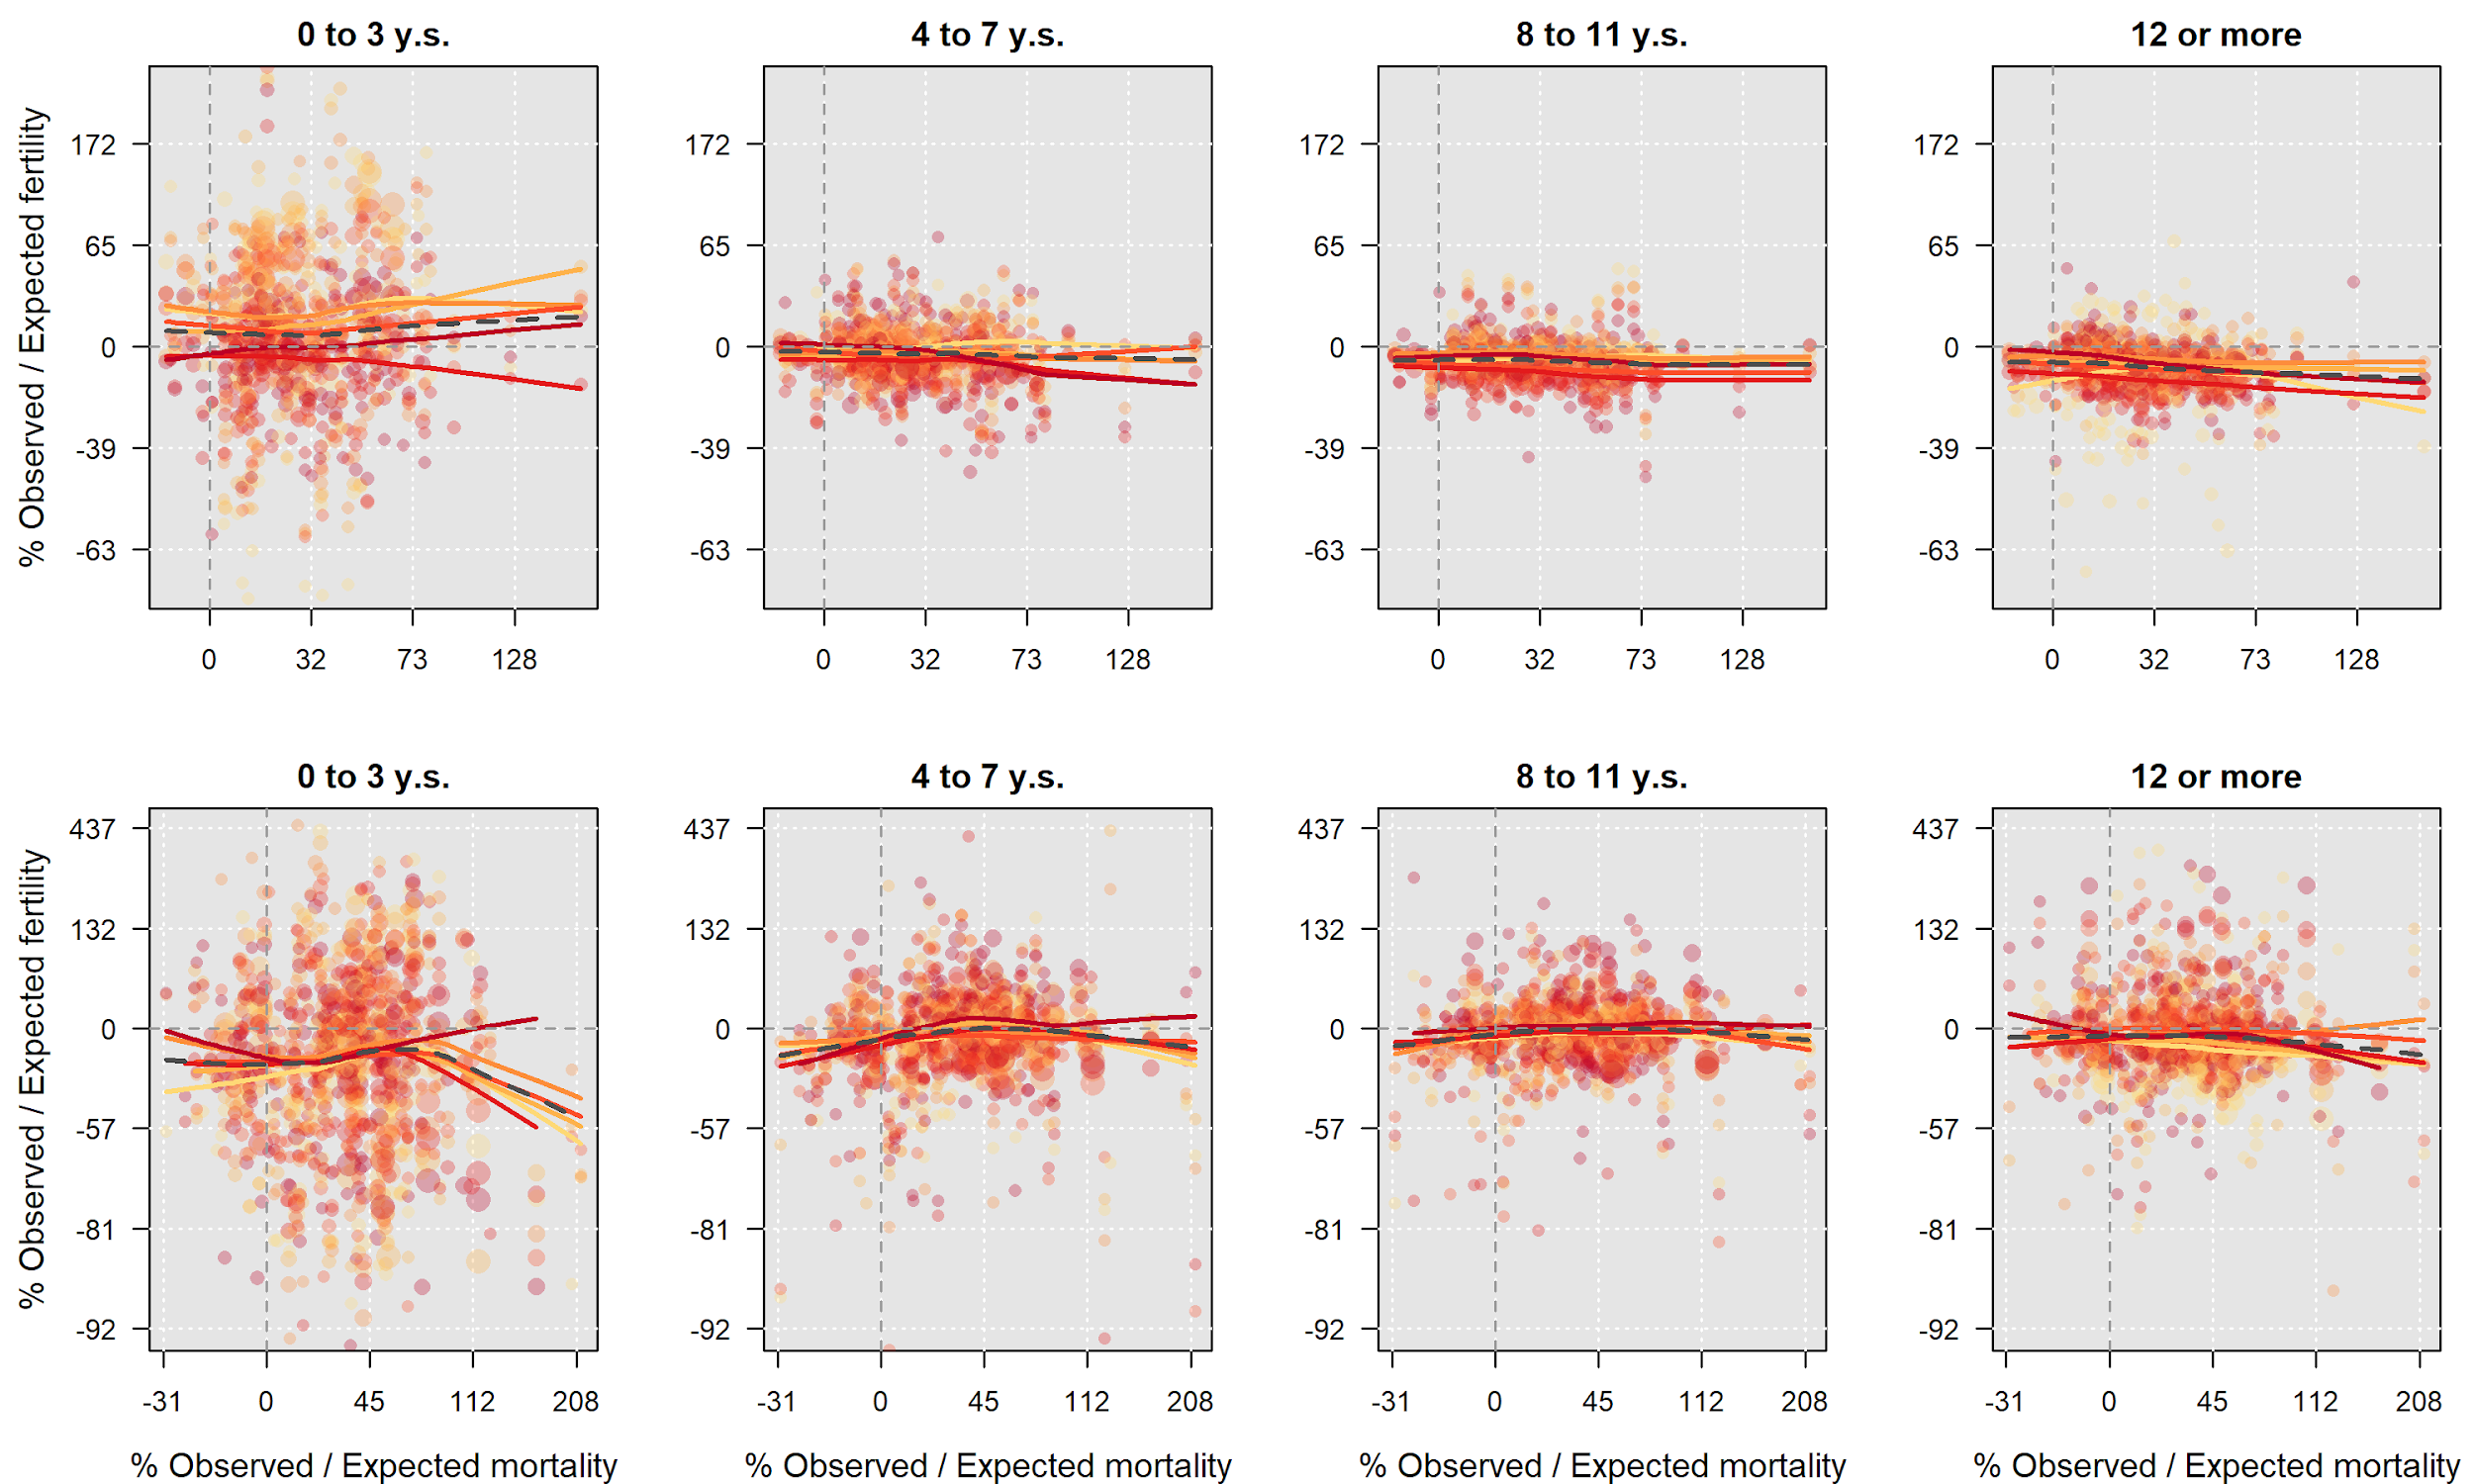 0 to 3 y.s. 4 to 7 y.s. 8 to 11 y.s. 12 or more
% Observed / Expected fertility
172 172 172 172
65 65 65 65
0 0 0 0
-39 -39 -39 -39
-63 -63 -63 -63
0 32 73 128 0 32 73 128 0 32 73 128 0 32 73 128
0 to 3 y.s. 4 to 7 y.s. 8 to 11 y.s. 12 or more
% Observed / Expected fertility
437 437 437 437
132 132 132 132
0 0 0 0
-57 -57 -57 -57
-81 -81 -81 -81
-92 -92 -92 -92
-31 0 45 112 208 -31 0 45 112 208 -31 0 45 112 208 -31 0 45 112 208
% Observed / Expected mortality % Observed / Expected mortality % Observed / Expected mortality % Observed / Expected mortality